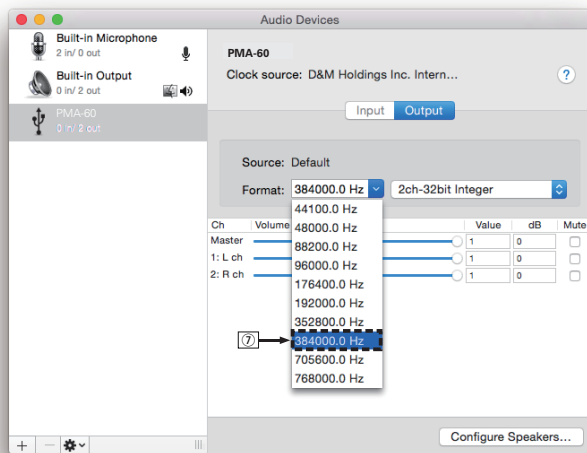 Audio Devices
Built-in Microphone
2 in/ 0 out
Built-in Output
0 in/ 2 out
PMA-60
0 in/ 2 out
PMA-60
Clock source: D&M Holdings Inc. Intern...
?
Input Output
Source: Default
Format: 384000.0 Hz 2ch-32bit Integer
44100.0 Hz
48000.0 Hz
88200.0 Hz
96000.0 Hz
176400.0 Hz
192000.0 Hz
352800.0 Hz
⑦ 384000.0 Hz
705600.0 Hz
768000.0 Hz
Ch Volume Value dB Mute
Master 1 0
1: L ch 1 0
2: R ch 1 0
Configure Speakers...